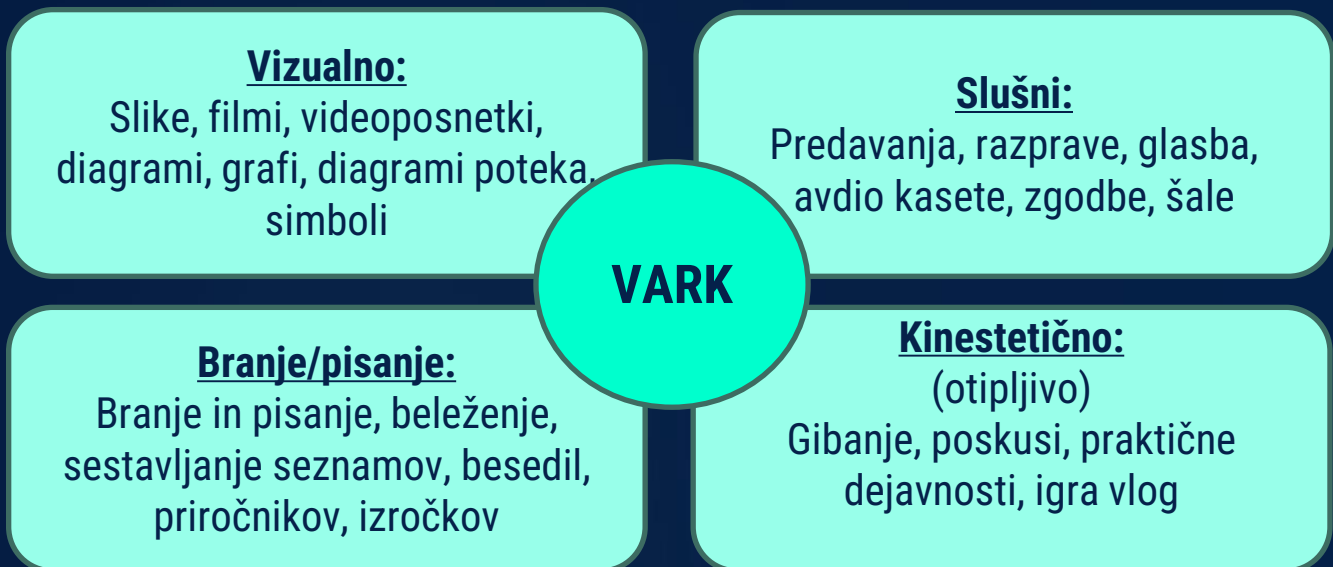 Vizualno:
Slike, filmi, videoposnetki,
diagrami, grafi, diagrami poteka,
simboli
Slušni:
Predavanja, razprave, glasba,
avdio kasete, zgodbe, šale
VARK
Branje/pisanje:
Branje in pisanje, beleženje,
sestavljanje seznamov, besedil,
priročnikov, izročkov
Kinestetično:
(otipljivo)
Gibanje, poskusi, praktične
dejavnosti, igra vlog